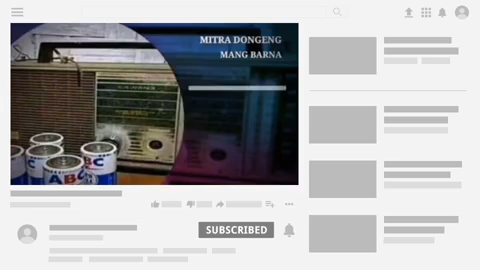 MITRA DONGENG
MANG BARNA
ABC
ABC
SUBSCRIBED